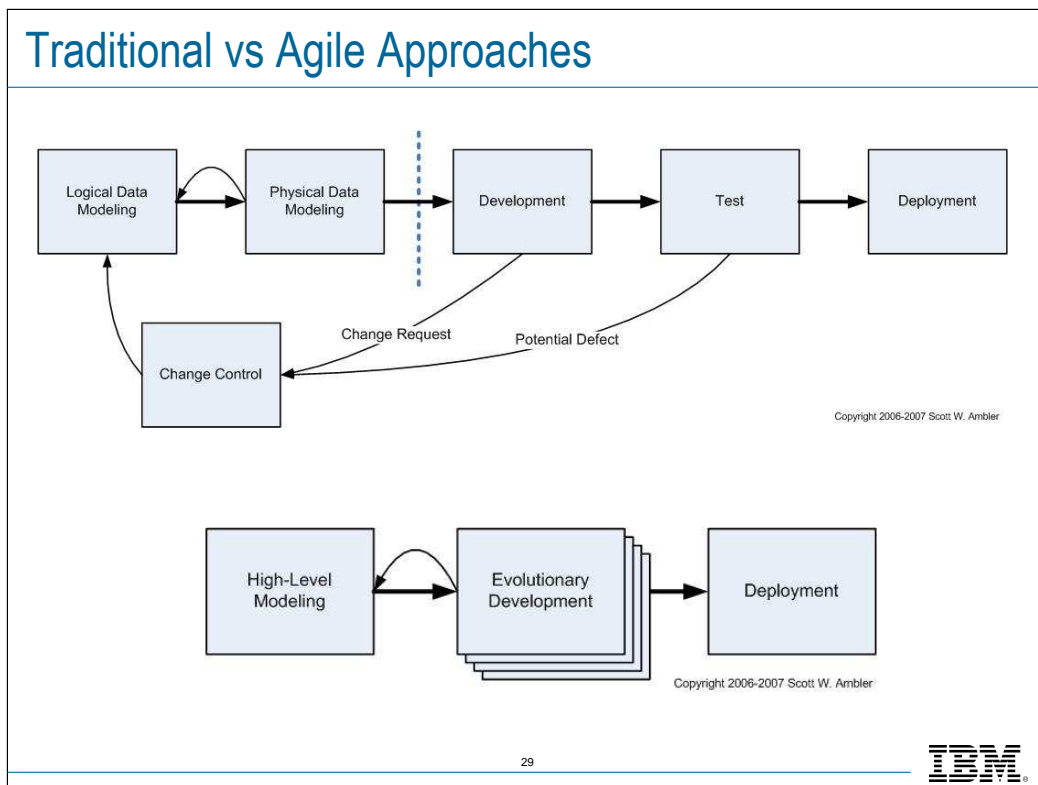 Traditional vs Agile Approaches
Logical Data
Modeling
Physical Data
Modeling
Development
Test
Deployment
Change Request
Potential Defect
Change Control
Copyright 2006-2007 Scott W. Ambler
High-Level
Modeling
Evolutionary
Development
Deployment
Copyright 2006-2007 Scott W. Ambler
29
IBM®